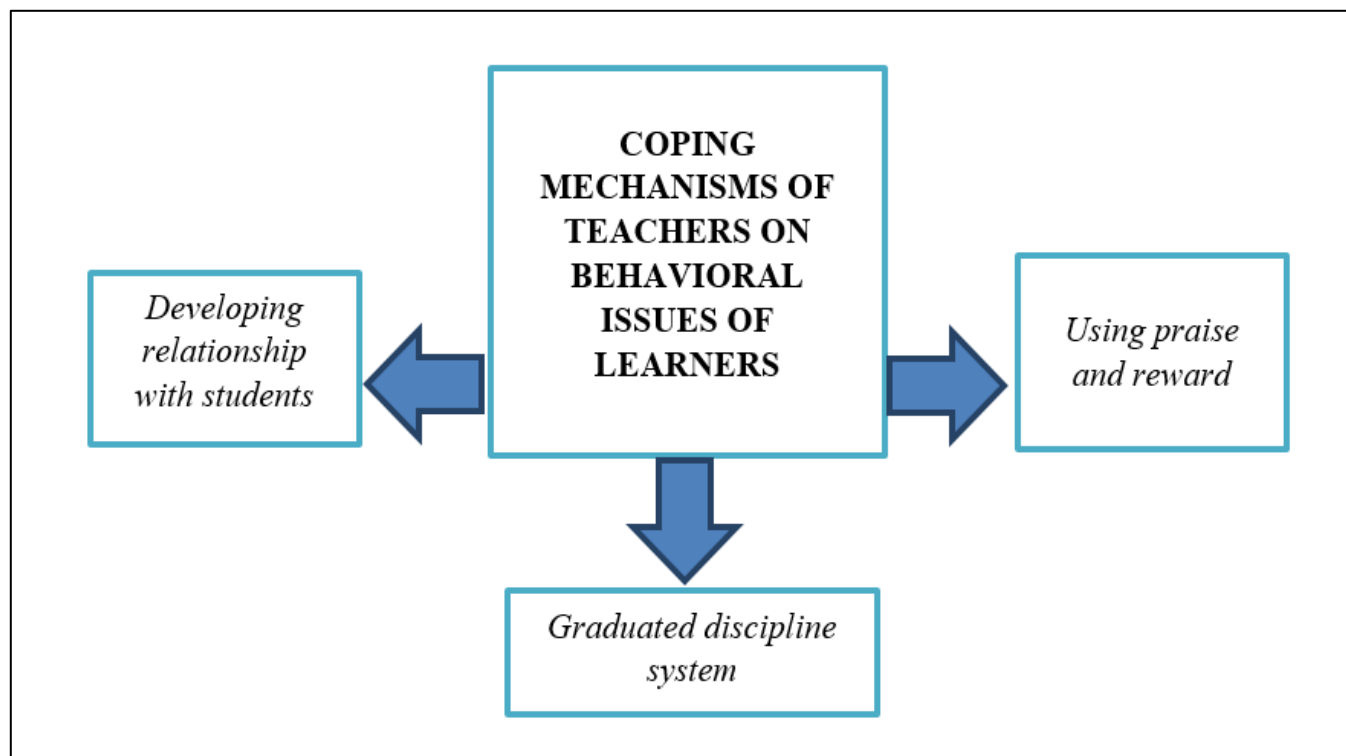 COPING
MECHANISMS OF
TEACHERS ON
BEHAVIORAL
ISSUES OF
LEARNERS
Developing
relationship
with students
Using praise
and reward
Graduated discipline
system